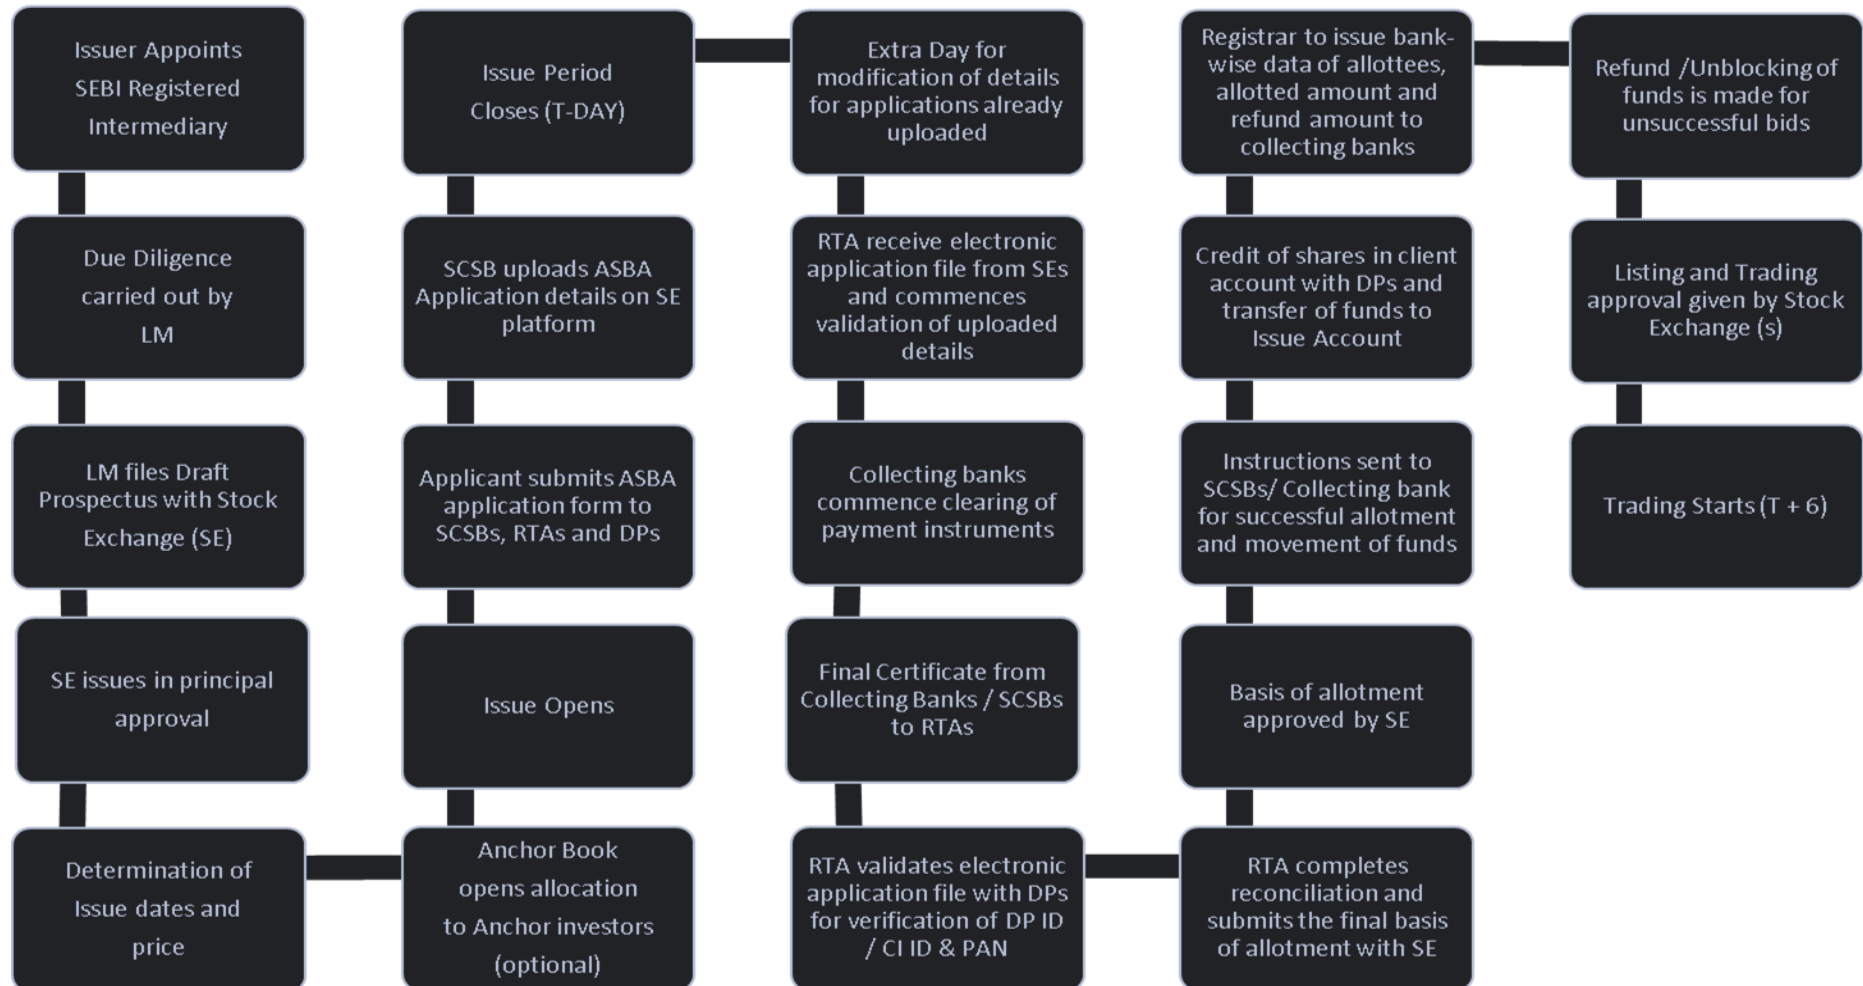 Issuer Appoints
SEBI Registered
Intermediary
Due Diligence
carried out by
LM
LM files Draft
Prospectus with Stock
Exchange (SE)
SE issues in principal
approval
Determination of
Issue dates and
price
Anchor Book
opens allocation
to Anchor investors
(optional)
Issue Opens
Applicant submits ASBA
application form to
SCSBs, RTAs and DPs
SCSB uploads ASBA
Application details on SE
platform
Issue Period
Closes (T-DAY)
Extra Day for
modification of details
for applications already
uploaded
RTA receive electronic
application file from SEs
and commences
validation of uploaded
details
Collecting banks
commence clearing of
payment instruments
Final Certificate from
Collecting Banks / SCSBs
to RTAs
RTA validates electronic
application file with DPs
for verification of DP ID
/ CI ID & PAN
RTA completes
reconciliation and
submits the final basis
of allotment with SE
Basis of allotment
approved by SE
Instructions sent to
SCSBs/ Collecting bank
for successful allotment
and movement of funds
Credit of shares in client
account with DPs and
transfer of funds to
Issue Account
Registrar to issue bank-
wise data of allottees,
allotted amount and
refund amount to
collecting banks
Refund /Unblocking of
funds is made for
unsuccessful bids
Listing and Trading
approval given by Stock
Exchange (s)
Trading Starts (T + 6)